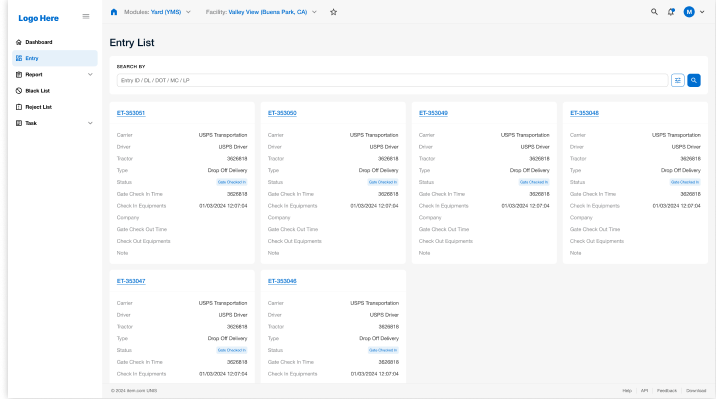 Logo Here
Modules: Yard (YMS)
Facility: Valley View (Buena Park, CA)
M
Dashboard
Entry
Report
Black List
Reject List
Task
Entry List
SEARCH BY
Entry ID / DL / DOT / MC / LP
ET-353051
Carrier USPS Transportation
Driver USPS Driver
Tractor 3626818
Type Drop Off Delivery
Status Gate Checked In
Gate Check In Time 3626818
Check In Equipments 01/03/2024 12:07:04
Company
Gate Check Out Time
Check Out Equipments
Note
ET-353050
Carrier USPS Transportation
Driver USPS Driver
Tractor 3626818
Type Drop Off Delivery
Status Gate Checked In
Gate Check In Time 3626818
Check In Equipments 01/03/2024 12:07:04
Company
Gate Check Out Time
Check Out Equipments
Note
ET-353049
Carrier USPS Transportation
Driver USPS Driver
Tractor 3626818
Type Drop Off Delivery
Status Gate Checked In
Gate Check In Time 3626818
Check In Equipments 01/03/2024 12:07:04
Company
Gate Check Out Time
Check Out Equipments
Note
ET-353048
Carrier USPS Transportation
Driver USPS Driver
Tractor 3626818
Type Drop Off Delivery
Status Gate Checked In
Gate Check In Time 3626818
Check In Equipments 01/03/2024 12:07:04
Company
Gate Check Out Time
Check Out Equipments
Note
ET-353047
Carrier USPS Transportation
Driver USPS Driver
Tractor 3626818
Type Drop Off Delivery
Status Gate Checked In
Gate Check In Time 3626818
Check In Equipments 01/03/2024 12:07:04
ET-353046
Carrier USPS Transportation
Driver USPS Driver
Tractor 3626818
Type Drop Off Delivery
Status Gate Checked In
Gate Check In Time 3626818
Check In Equipments 01/03/2024 12:07:04
© 2024 item.com UNIS
Help API Feedback Download